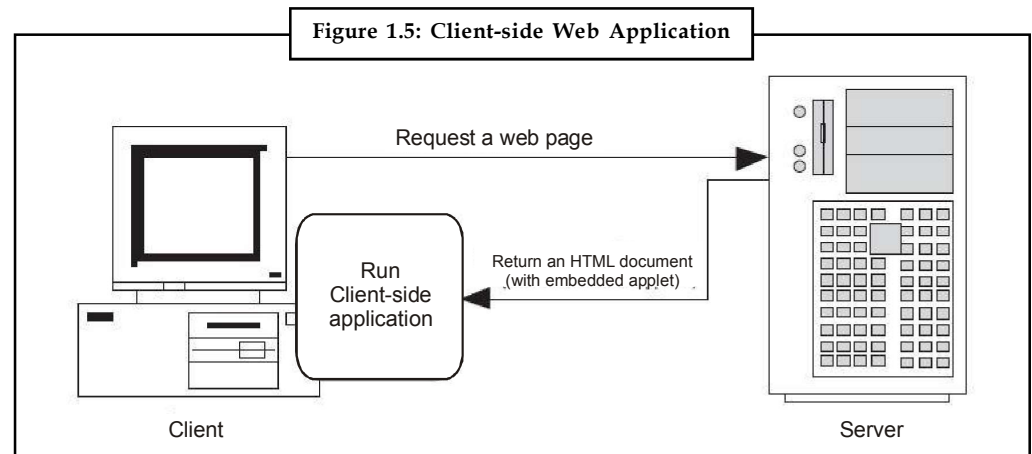 Figure 1.5: Client-side Web Application
Request a web page
Return an HTML document
(with embedded applet)
Run
Client-side
application
Client
Server